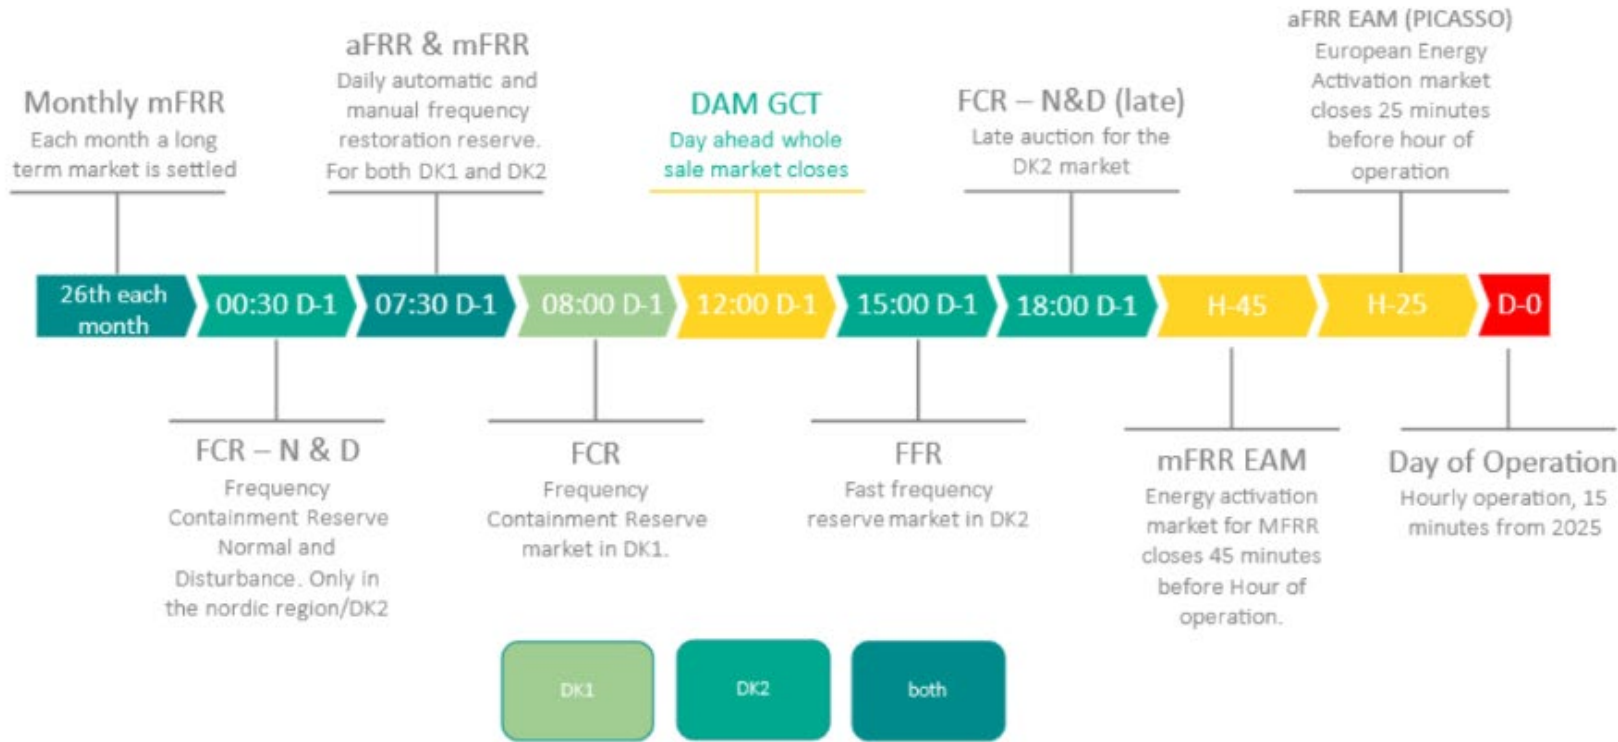 Monthly mFRR
Each month a long
term market is settled
aFRR & mFRR
Daily automatic and
manual frequency
restoration reserve.
For both DK1 and DK2
DAM GCT
Day ahead whole
sale market closes
FCR – N&D (late)
Late auction for the
DK2 market
aFRR EAM (PICASSO)
European Energy
Activation market
closes 25 minutes
before hour of
operation
26th each
month
00:30 D-1
07:30 D-1
08:00 D-1
12:00 D-1
15:00 D-1
18:00 D-1
H-45
H-25
D-0
FCR – N & D
Frequency
Containment Reserve
Normal and
Disturbance. Only in
the nordic region/DK2
FCR
Frequency
Containment Reserve
market in DK1.
FFR
Fast frequency
reserve market in DK2
mFRR EAM
Energy activation
market for MFRR
closes 45 minutes
before Hour of
operation.
Day of Operation
Hourly operation, 15
minutes from 2025
DK1
DK2
both